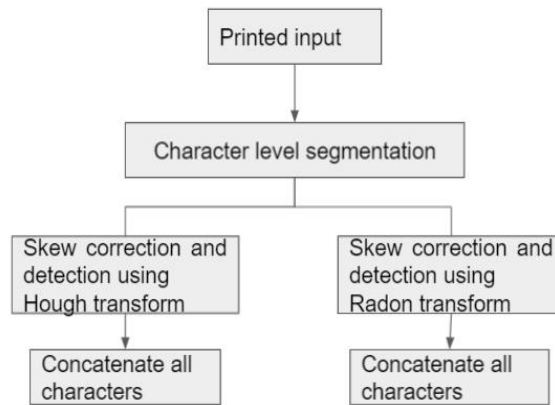 Printed input
Character level segmentation
Skew correction and
detection using
Hough transform
Skew correction and
detection using
Radon transform
Concatenate all
characters
Concatenate all
characters